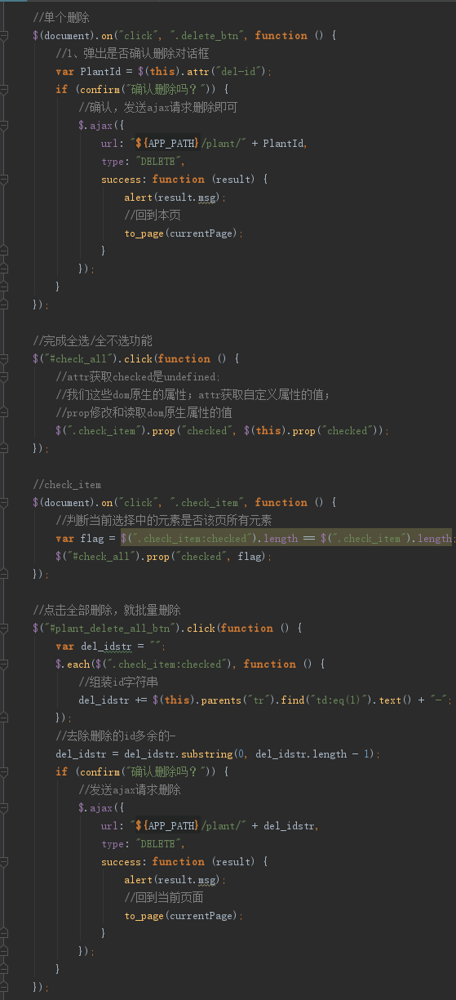 //单个删除
$(document).on("click", ".delete_btn", function () {
    //1、弹出是否确认删除对话框
    var PlantId = $(this).attr("del-id");
    if (confirm("确认删除吗？")) {
        //确认，发送ajax请求删除即可
        $.ajax({
            url: "${APP_PATH}/plant/" + PlantId,
            type: "DELETE",
            success: function (result) {
                alert(result.msg);
                //回到本页
                to_page(currentPage);
            }
        });
    }
});
//完成全选/全不选功能
$("#check_all").click(function () {
    //attr获取checked是undefined;
    //我们这些dom原生的属性；attr获取自定义属性的值；
    //prop修改和读取dom原生属性的值
    $(".check_item").prop("checked", $(this).prop("checked"));
});
//check_item
$(document).on("click", ".check_item", function () {
    //判断当前选择中的元素是否该页所有元素
    var flag = $(".check_item:checked").length == $(".check_item").length;
    $("#check_all").prop("checked", flag);
});
//点击全部删除，就批量删除
$("#plant_delete_all_btn").click(function () {
    var del_idstr = "";
    $.each($(".check_item:checked"), function () {
        //组装id字符串
        del_idstr += $(this).parents("tr").find("td:eq(1)").text() + "-";
    });
    //去除删除的id多余的-
    del_idstr = del_idstr.substring(0, del_idstr.length - 1);
    if (confirm("确认删除吗？")) {
        //发送ajax请求删除
        $.ajax({
            url: "${APP_PATH}/plant/" + del_idstr,
            type: "DELETE",
            success: function (result) {
                alert(result.msg);
                //回到当前页面
                to_page(currentPage);
            }
        });
    }
});